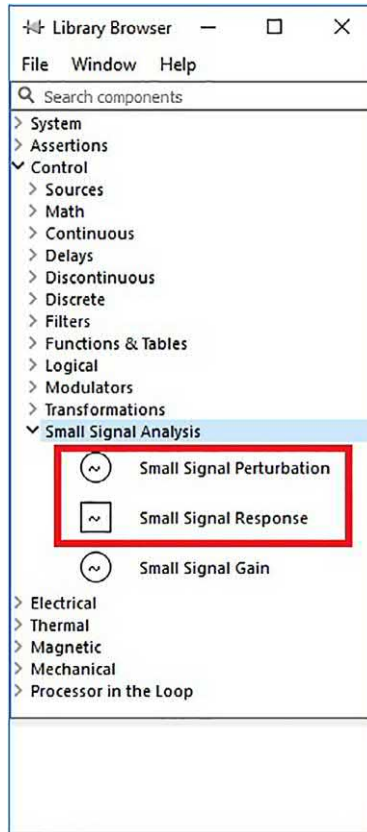 Library Browser
File Window Help
Search components
System
Assertions
Control
Sources
Math
Continuous
Delays
Discontinuous
Discrete
Filters
Functions & Tables
Logical
Modulators
Transformations
Small Signal Analysis
Small Signal Perturbation
Small Signal Response
Small Signal Gain
Electrical
Thermal
Magnetic
Mechanical
Processor in the Loop